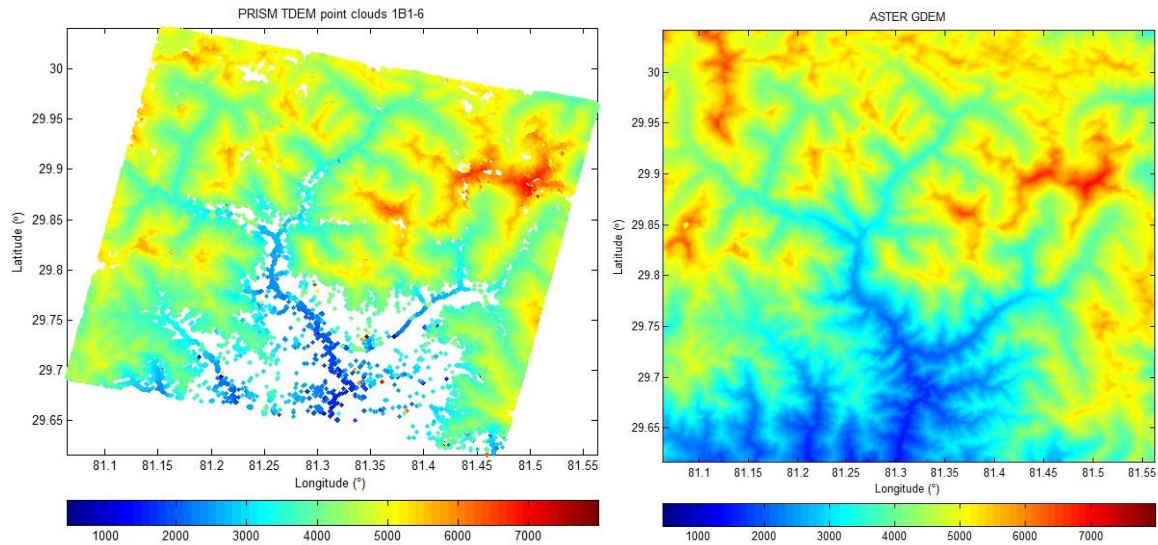 PRISM TDEM point clouds 1B1-6
30
29.95
29.9
29.85
29.8
29.75
29.7
29.65
Latitude (º)
81.1 81.15 81.2 81.25 81.3 81.35 81.4 81.45 81.5 81.55
Longitude (°)
1000 2000 3000 4000 5000 6000 7000
ASTER GDEM
30
29.95
29.9
29.85
29.8
29.75
29.7
29.65
Latitude (º)
81.1 81.15 81.2 81.25 81.3 81.35 81.4 81.45 81.5 81.55
Longitude (°)
1000 2000 3000 4000 5000 6000 7000